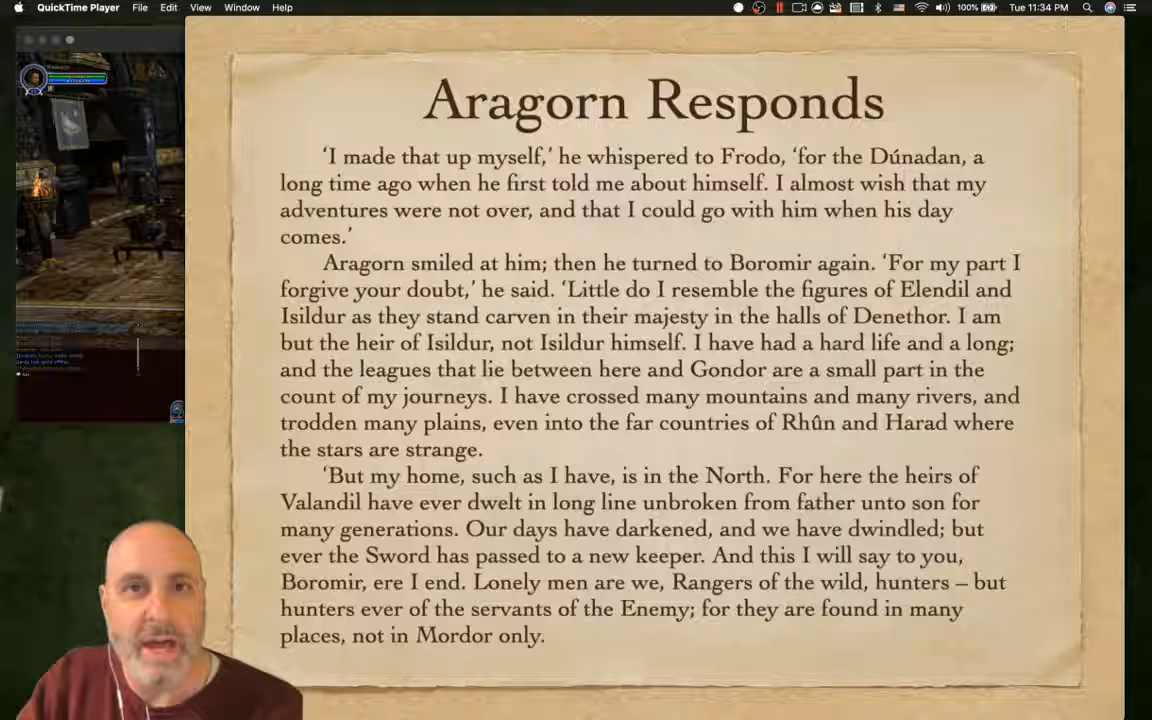 QuickTime Player File Edit View Window Help 100% Tue 11:34 PM
Aragorn Responds
‘I made that up myself,’ he whispered to Frodo, ‘for the Dúnadan, a
long time ago when he first told me about himself. I almost wish that my
adventures were not over, and that I could go with him when his day
comes.’
Aragorn smiled at him; then he turned to Boromir again. ‘For my part I
forgive your doubt,’ he said. ‘Little do I resemble the figures of Elendil and
Isildur as they stand carven in their majesty in the halls of Denethor. I am
but the heir of Isildur, not Isildur himself. I have had a hard life and a long;
and the leagues that lie between here and Gondor are a small part in the
count of my journeys. I have crossed many mountains and many rivers, and
trodden many plains, even into the far countries of Rhûn and Harad where
the stars are strange.
‘But my home, such as I have, is in the North. For here the heirs of
Valandil have ever dwelt in long line unbroken from father unto son for
many generations. Our days have darkened, and we have dwindled; but
ever the Sword has passed to a new keeper. And this I will say to you,
Boromir, ere I end. Lonely men are we, Rangers of the wild, hunters – but
hunters ever of the servants of the Enemy; for they are found in many
places, not in Mordor only.